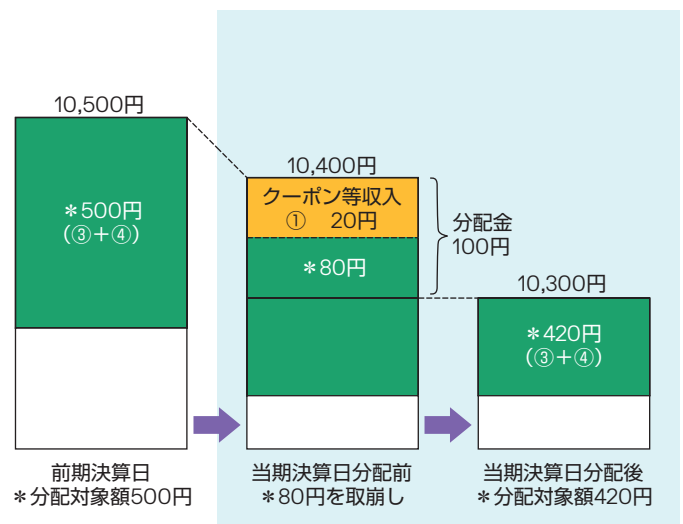 10,500円
＊500円
（③＋④）
前期決算日
＊分配対象額500円
10,400円
クーポン等収入
①　20円
＊80円
分配金
100円
当期決算日分配前
＊80円を取崩し
10,300円
＊420円
（③＋④）
当期決算日分配後
＊分配対象額420円